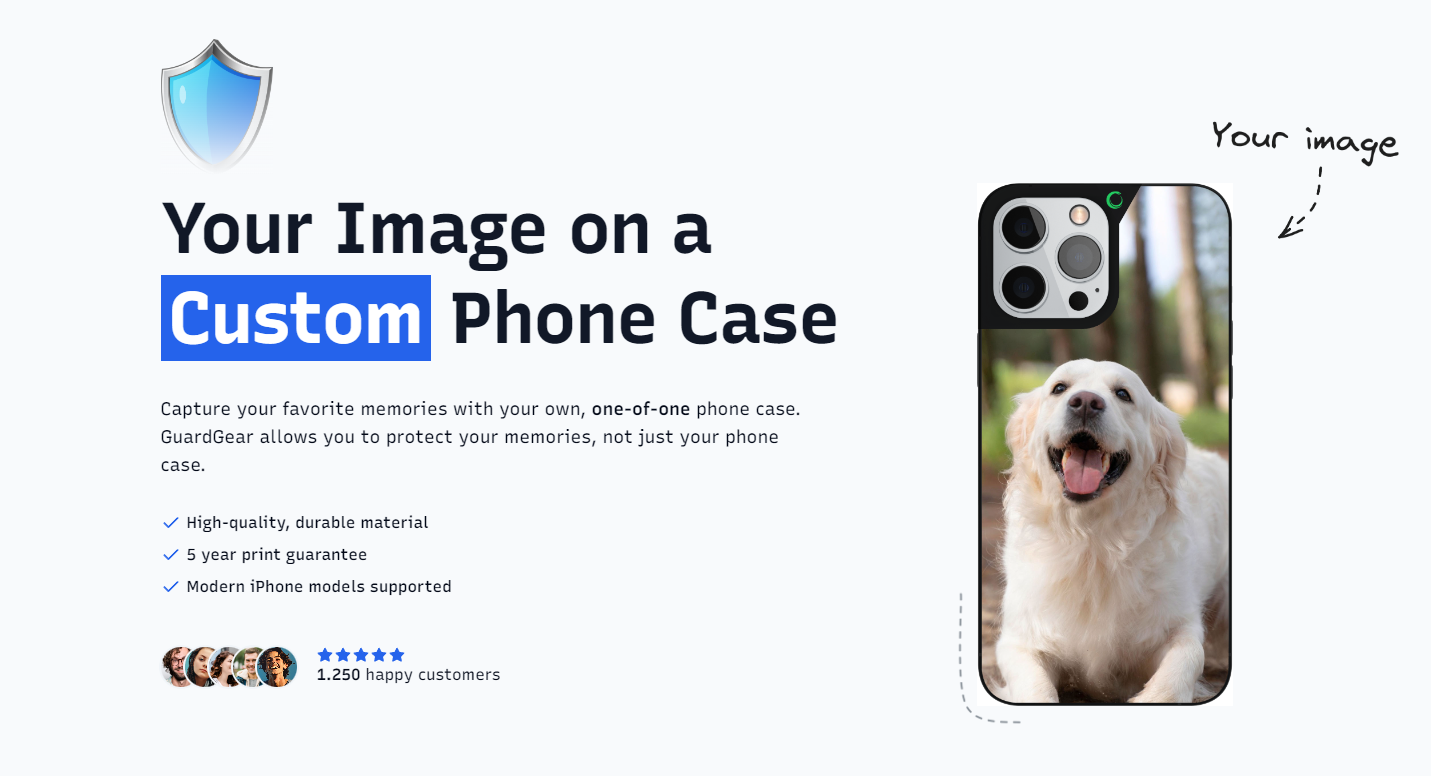 Your image
Your Image on a
Custom Phone Case
Capture your favorite memories with your own, one-of-one phone case.
GuardGear allows you to protect your memories, not just your phone
case.
High-quality, durable material
5 year print guarantee
Modern iPhone models supported
1.250 happy customers